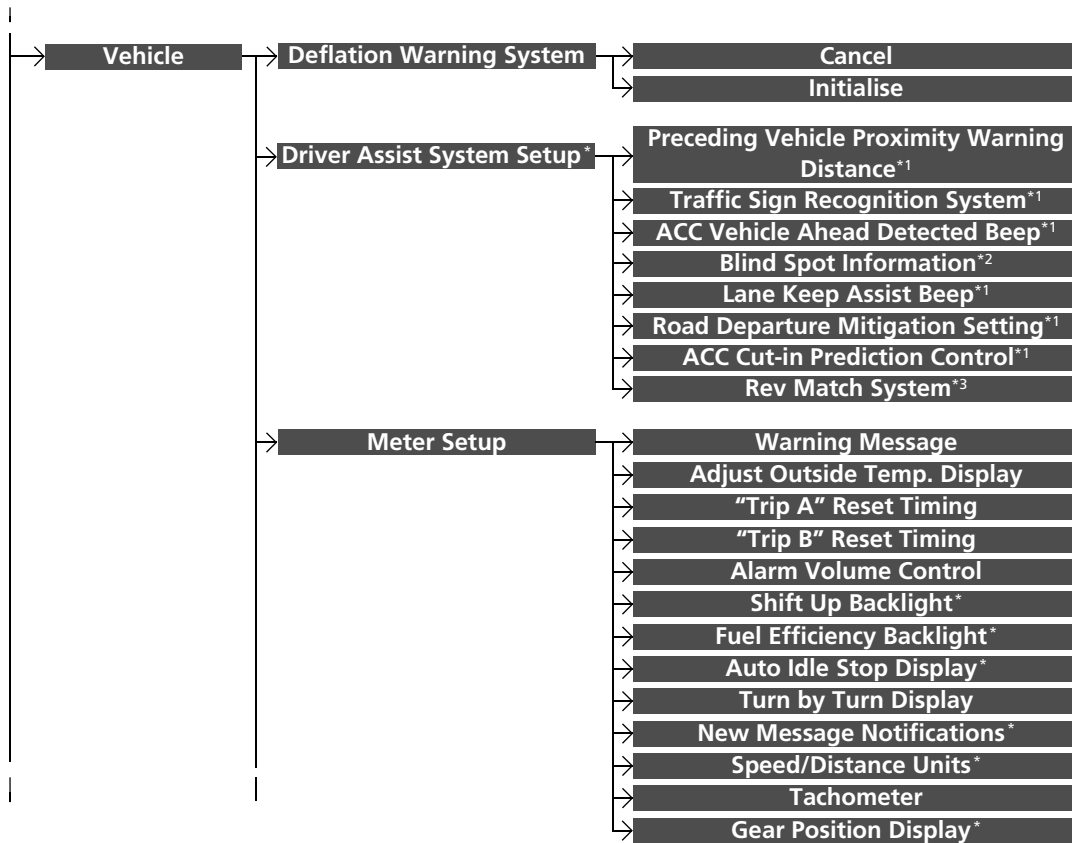 Vehicle
Deflation Warning System
Cancel
Initialise
Driver Assist System Setup*
Preceding Vehicle Proximity Warning
Distance*1
Traffic Sign Recognition System*1
ACC Vehicle Ahead Detected Beep*1
Blind Spot Information*2
Lane Keep Assist Beep*1
Road Departure Mitigation Setting*1
ACC Cut-in Prediction Control*1
Rev Match System*3
Meter Setup
Warning Message
Adjust Outside Temp. Display
“Trip A” Reset Timing
“Trip B” Reset Timing
Alarm Volume Control
Shift Up Backlight*
Fuel Efficiency Backlight*
Auto Idle Stop Display*
Turn by Turn Display
New Message Notifications*
Speed/Distance Units*
Tachometer
Gear Position Display*